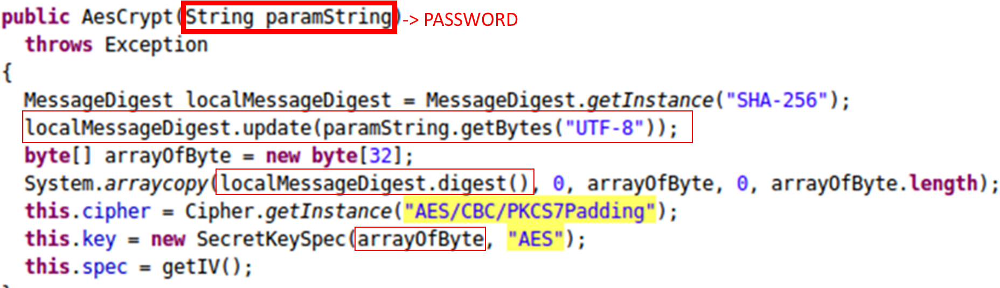 public AesCrypt(String paramString) -> PASSWORD
throws Exception
{
MessageDigest localMessageDigest = MessageDigest.getInstance("SHA-256");
localMessageDigest.update(paramString.getBytes("UTF-8"));
byte[] arrayOfByte = new byte[32];
System.arraycopy(localMessageDigest.digest(), 0, arrayOfByte, 0, arrayOfByte.length);
this.cipher = Cipher.getInstance("AES/CBC/PKCS7Padding");
this.key = new SecretKeySpec(arrayOfByte, "AES");
this.spec = getIV();